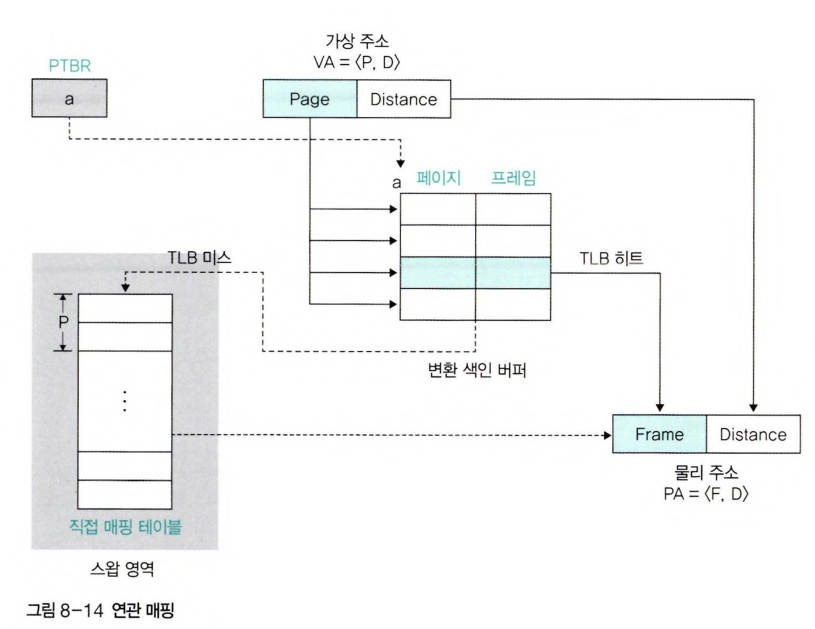 가상 주소
VA = ⟨P, D⟩
PTBR
a
Page
Distance
a
페이지
프레임
TLB 미스
TLB 히트
P
⋮
변환 색인 버퍼
Frame
Distance
물리 주소
PA = ⟨F, D⟩
직접 매핑 테이블
스왑 영역
그림 8-14 연관 매핑